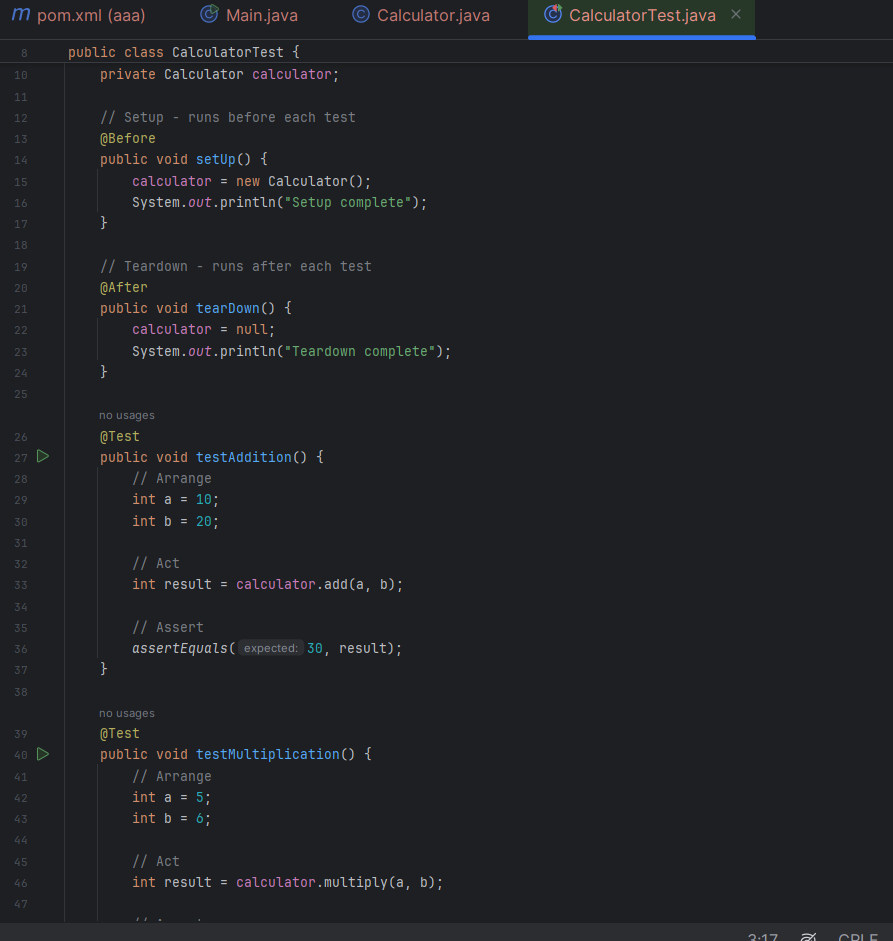 m pom.xml (aaa) Main.java Calculator.java CalculatorTest.java
8 public class CalculatorTest {
10 private Calculator calculator;
11
12 // Setup - runs before each test
13 @Before
14 public void setUp() {
15 calculator = new Calculator();
16 System.out.println("Setup complete");
17 }
18
19 // Teardown - runs after each test
20 @After
21 public void tearDown() {
22 calculator = null;
23 System.out.println("Teardown complete");
24 }
25
no usages
26 @Test
27 public void testAddition() {
28 // Arrange
29 int a = 10;
30 int b = 20;
31
32 // Act
33 int result = calculator.add(a, b);
34
35 // Assert
36 assertEquals( expected: 30, result);
37 }
38
no usages
39 @Test
40 public void testMultiplication() {
41 // Arrange
42 int a = 5;
43 int b = 6;
44
45 // Act
46 int result = calculator.multiply(a, b);
47
3:17 CRLF